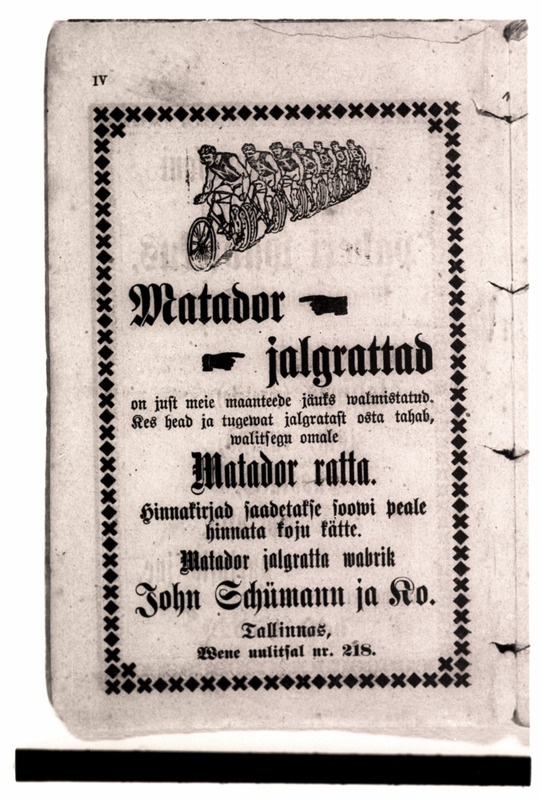 IV
Matador
jalgrattad
on just meie maanteede jäuks walmistatud.
Kes head ja tugewat jalgratast osta tahab,
walitsegu omale
Matador ratta.
Hinnakirjad saadetakse soowi peale
hinnata koju kätte.
Matador jalgratta wabrik
John Schümann ja Ko.
Tallinnas,
Wene uulitsal nr. 218.